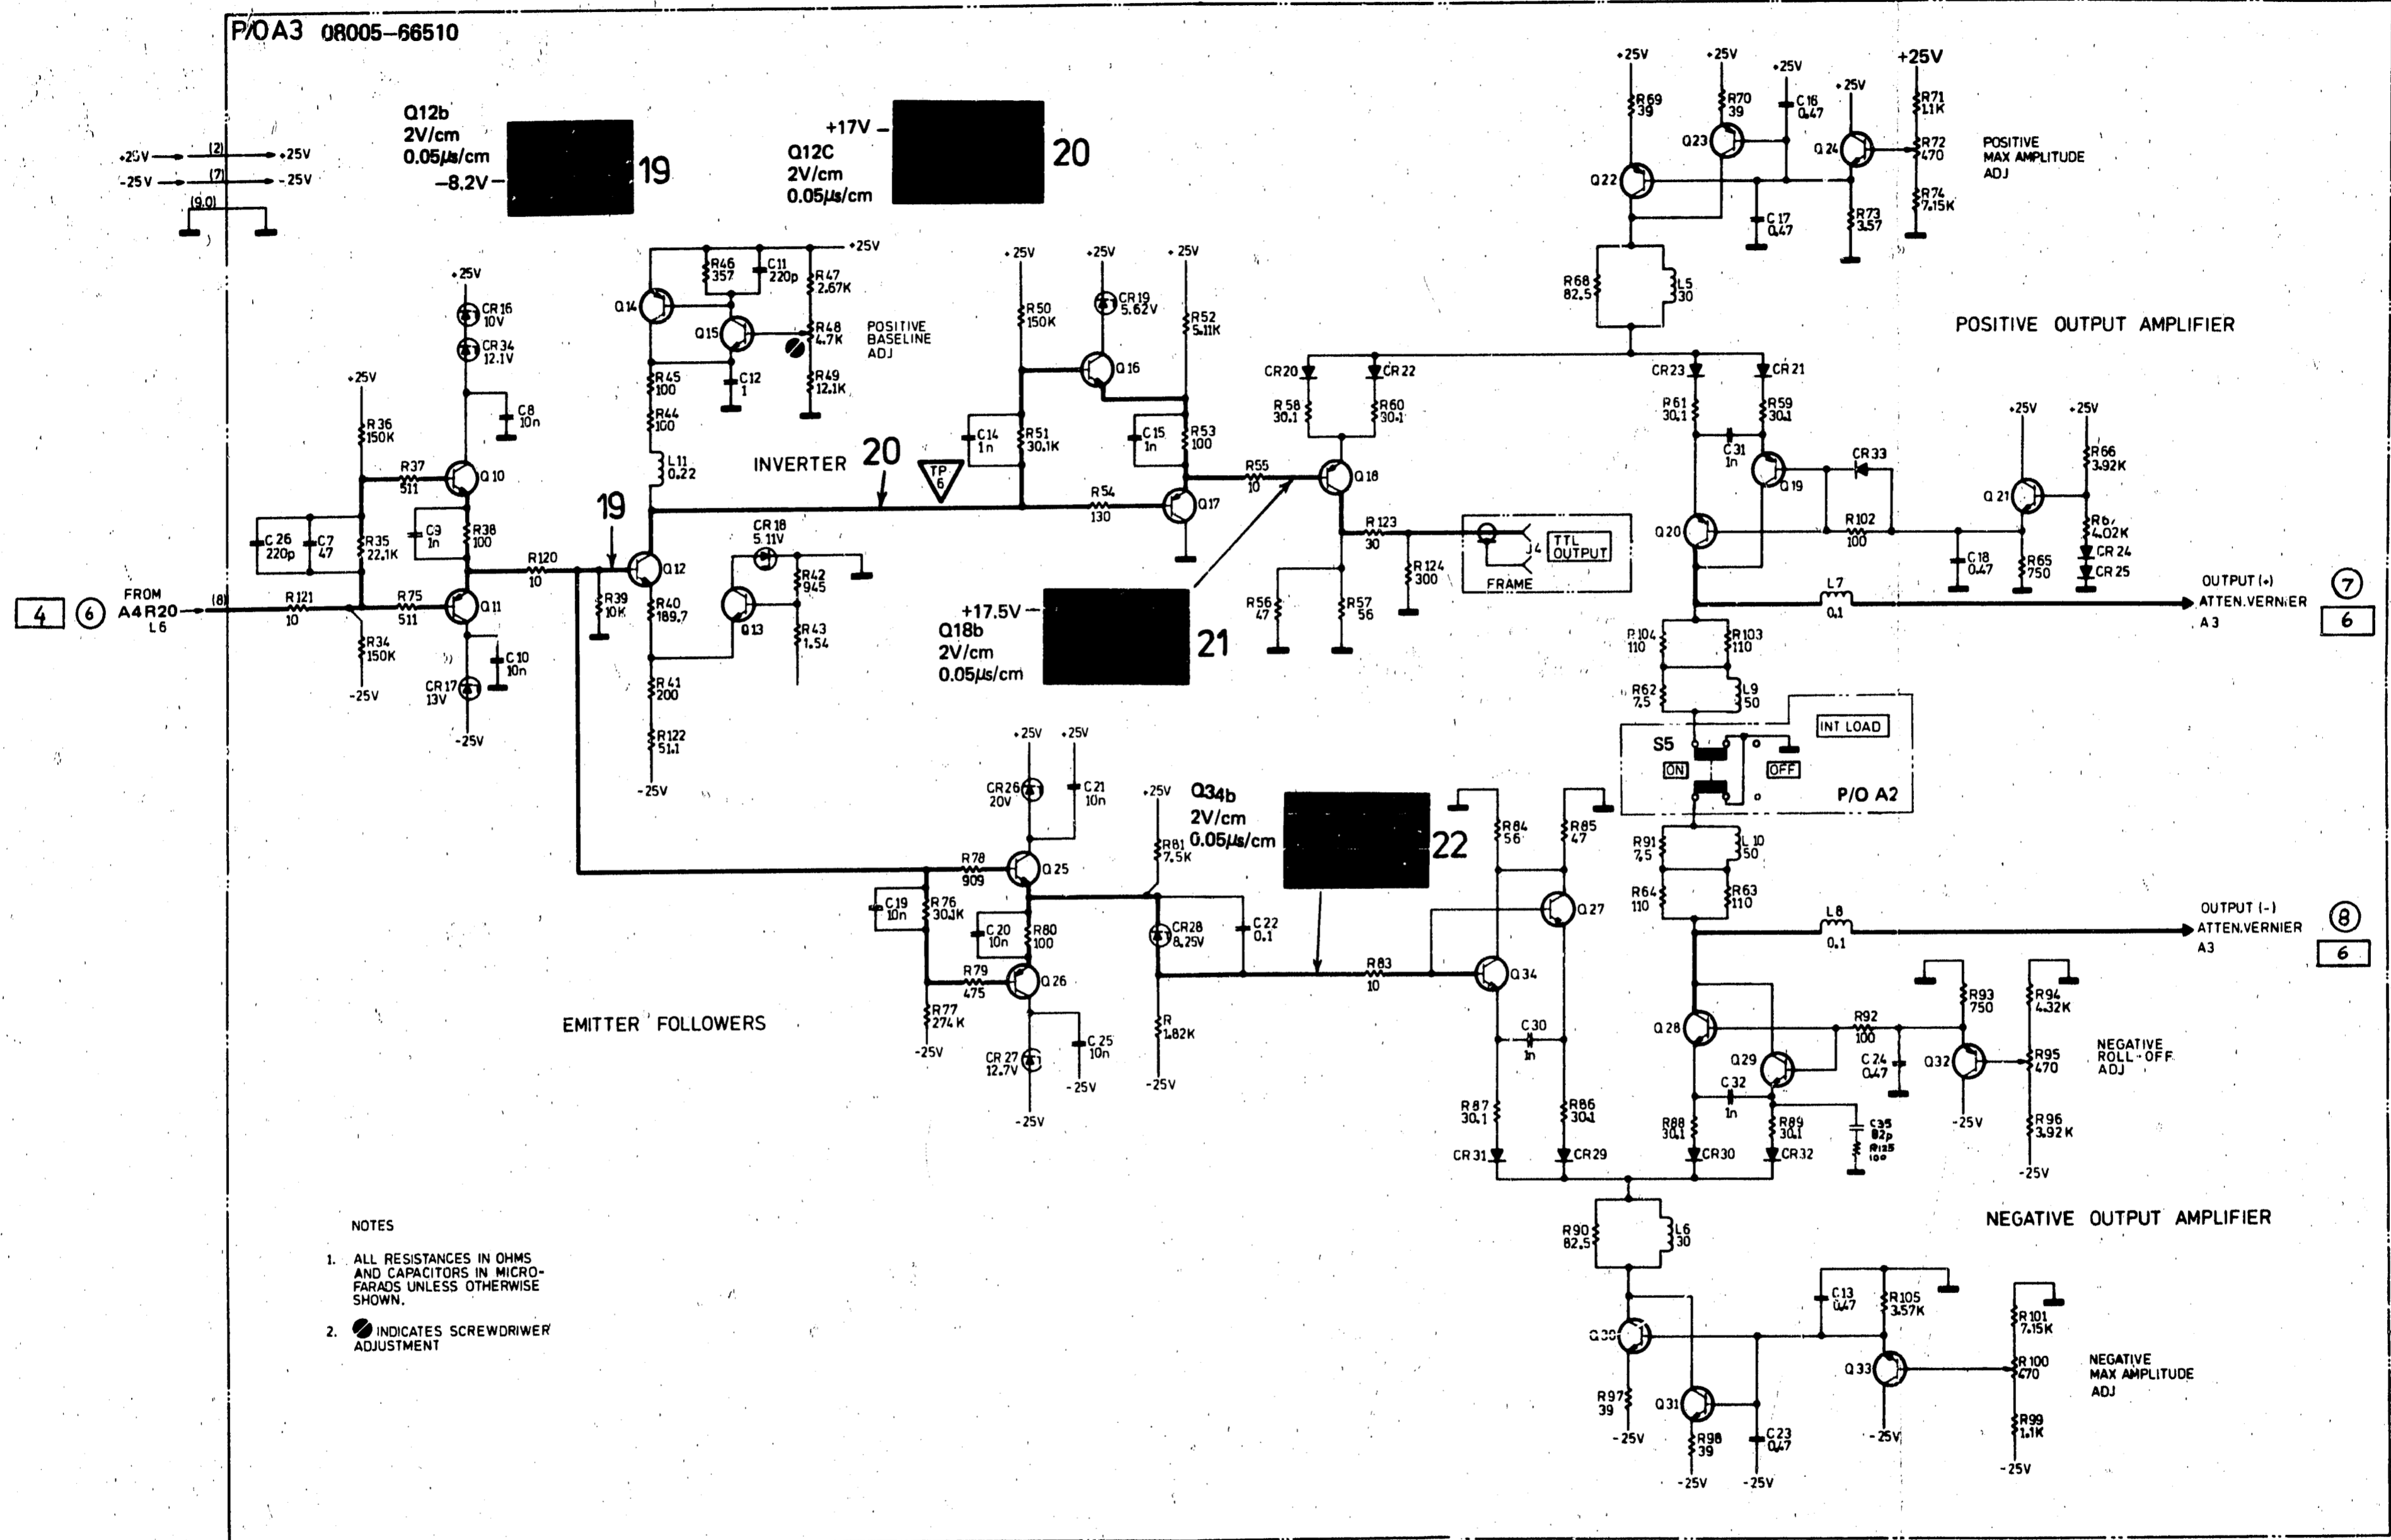 P/O A3 08005-66510
+25V
(2)
+25V
-25V
(7)
-25V
(9.0)
Q12b
2V/cm
0.05µs/cm
-8.2V
19
+17V
Q12C
2V/cm
0.05µs/cm
20
+25V
R69
39
+25V
R70
39
Q23
+25V
C16
0.47
+25V
Q24
+25V
R71
1.1K
R72
470
R74
7.15K
POSITIVE
MAX AMPLITUDE
ADJ
Q22
C17
0.47
R73
3.57
R68
82.5
L5
30
POSITIVE OUTPUT AMPLIFIER
+25V
CR16
10V
CR34
12.1V
C8
10n
+25V
R36
150K
R37
511
Q10
C26
220p
C7
47
R35
22.1K
C9
1n
R38
100
R120
10
4
6
FROM
A4R20
L6
(8)
R121
10
R75
511
Q11
R34
150K
-25V
C10
10n
CR17
13V
-25V
+25V
R46
357
C11
220p
R47
2.67K
Q14
Q15
R48
4.7K
POSITIVE
BASELINE
ADJ
R45
100
C12
1
R49
12.1K
R44
100
L11
0.22
INVERTER
20
TP
6
19
R39
10K
Q12
CR18
5.11V
R42
945
R40
189.7
Q13
R43
1.54
R41
200
R122
51.1
-25V
+25V
R50
150K
+25V
CR19
5.62V
+25V
R52
5.11K
Q16
C14
1n
R51
30.1K
C15
1n
R53
100
R54
130
Q17
R55
10
CR20
CR22
R58
30.1
R60
30.1
Q18
R123
30
R124
300
J4
TTL
OUTPUT
FRAME
R56
47
R57
56
+17.5V
Q18b
2V/cm
0.05µs/cm
21
CR23
CR21
R61
30.1
R59
30.1
C31
1n
CR33
Q19
Q20
R102
100
+25V
+25V
R66
3.92K
Q21
4.02K
CR24
CR25
C18
0.47
R65
750
L7
0.1
OUTPUT (+)
ATTEN.VERNIER
A3
7
6
R104
110
R103
110
R62
7.5
L9
50
INT LOAD
S5
ON
OFF
P/O A2
R91
7.5
L10
50
R64
110
R63
110
L8
0.1
OUTPUT (-)
ATTEN.VERNIER
A3
8
6
+25V
+25V
CR26
20V
C21
10n
+25V
R81
7.5K
Q34b
2V/cm
0.05µs/cm
22
R84
56
R85
47
R78
909
Q25
C19
10n
R76
30.1K
C20
10n
R80
100
CR28
8.25V
C22
0.1
Q27
R79
475
Q26
R83
10
Q34
R77
274K
-25V
EMITTER FOLLOWERS
CR27
12.7V
C25
10n
-25V
-25V
R
1.82K
-25V
C30
1n
R87
30.1
R86
30.1
CR31
CR29
Q28
Q29
R92
100
C24
0.47
Q32
R93
750
R94
4.32K
R95
470
NEGATIVE
ROLL-OFF
ADJ
-25V
R96
3.92K
-25V
C32
1n
R88
30.1
R89
30.1
C35
82p
R125
100
CR30
CR32
R90
82.5
L6
30
NEGATIVE OUTPUT AMPLIFIER
Q30
C13
0.47
R105
3.57K
R101
7.15K
Q33
R100
470
NEGATIVE
MAX AMPLITUDE
ADJ
R97
39
-25V
Q31
R98
39
-25V
C23
0.47
-25V
-25V
R99
1.1K
-25V
NOTES
1. ALL RESISTANCES IN OHMS
AND CAPACITORS IN MICRO-
FARADS UNLESS OTHERWISE
SHOWN.
2. INDICATES SCREWDRIWER
ADJUSTMENT